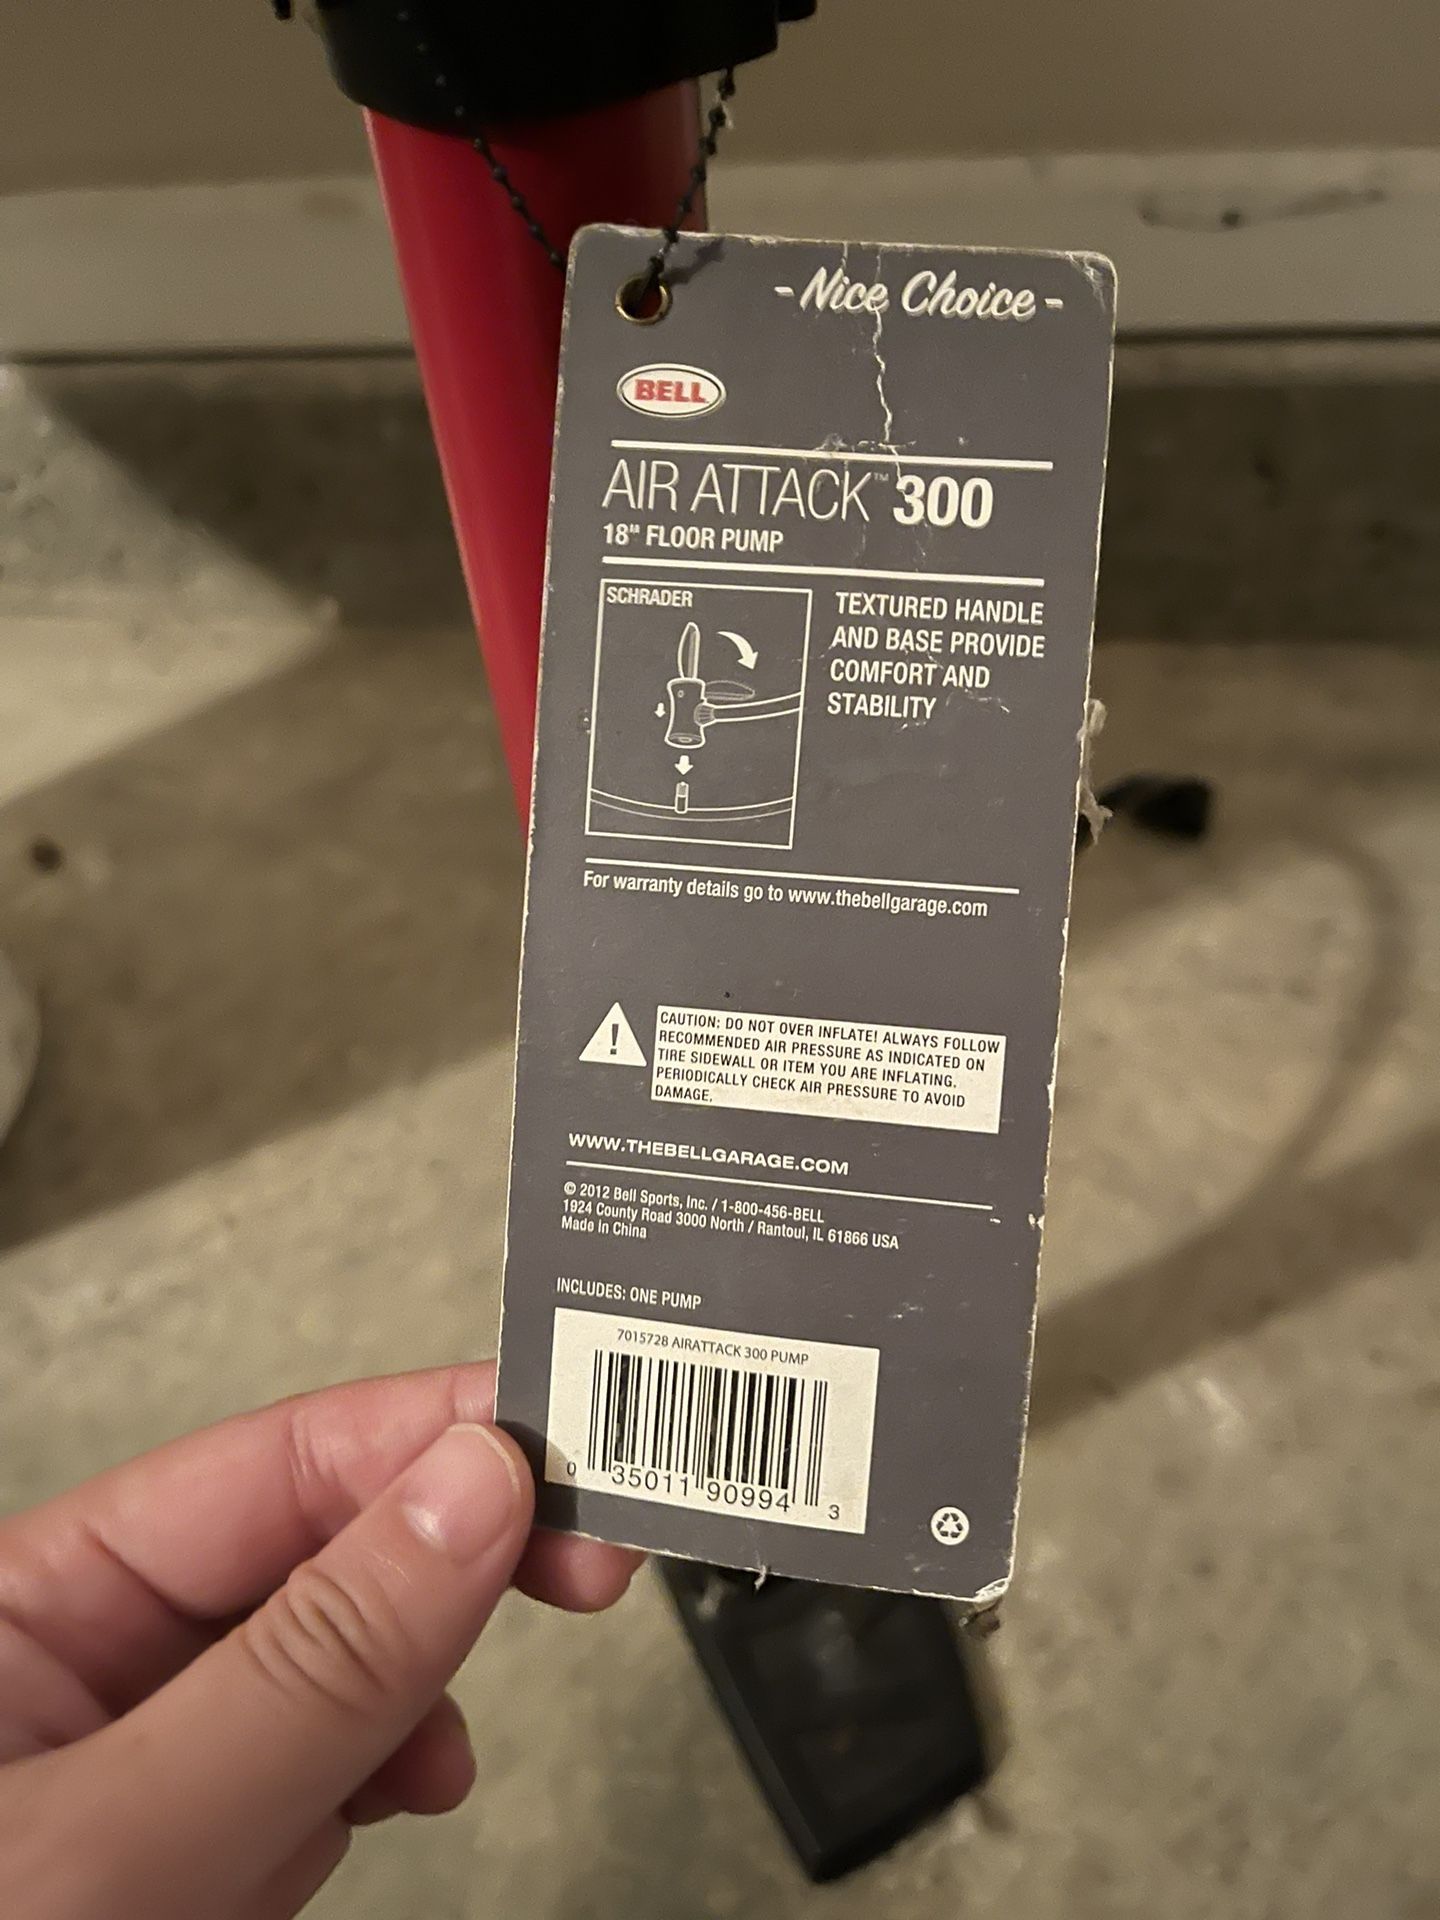 - Nice Choice -
BELL
AIR ATTACK™ 300
18" FLOOR PUMP
SCHRADER
TEXTURED HANDLE
AND BASE PROVIDE
COMFORT AND
STABILITY
For warranty details go to www.thebellgarage.com
!
CAUTION: DO NOT OVER INFLATE! ALWAYS FOLLOW
RECOMMENDED AIR PRESSURE AS INDICATED ON
TIRE SIDEWALL OR ITEM YOU ARE INFLATING.
PERIODICALLY CHECK AIR PRESSURE TO AVOID
DAMAGE.
WWW.THEBELLGARAGE.COM
© 2012 Bell Sports, Inc. / 1-800-456-BELL
1924 County Road 3000 North / Rantoul, IL 61866 USA
Made In China
INCLUDES: ONE PUMP
7015728 AIRATTACK 300 PUMP
0 35011 90994 3